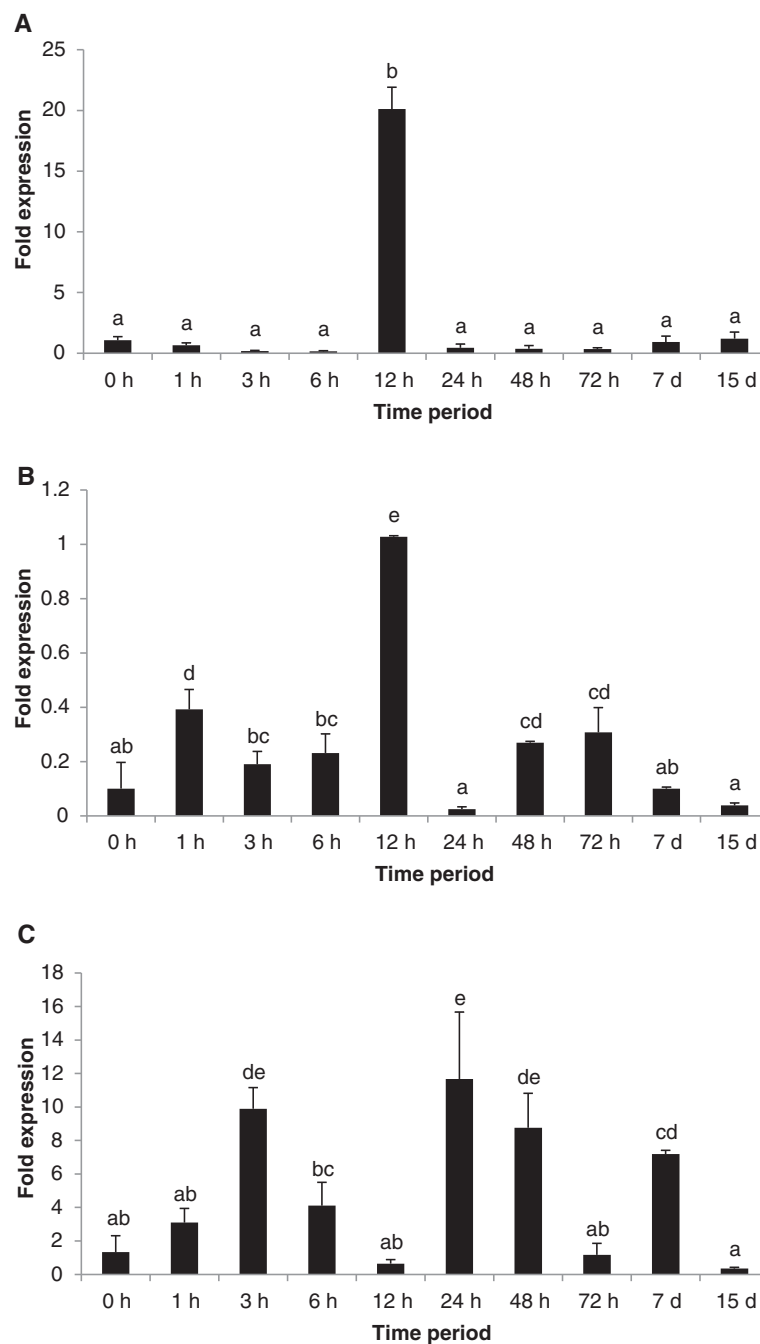 A
25
b
20
15
10
5
a a a a a a a a a
0
0 h 1 h 3 h 6 h 12 h 24 h 48 h 72 h 7 d 15 d
Fold expression
Time period
B
1.2
e
1
0.8
0.6
d
0.4
cd cd
bc bc
ab
0.2
a ab a
0
0 h 1 h 3 h 6 h 12 h 24 h 48 h 72 h 7 d 15 d
Fold expression
Time period
C
18
16
e
14
12
de de
10
8
cd
6
bc
4
ab ab
2
ab ab a
0
0 h 1 h 3 h 6 h 12 h 24 h 48 h 72 h 7 d 15 d
Fold expression
Time period